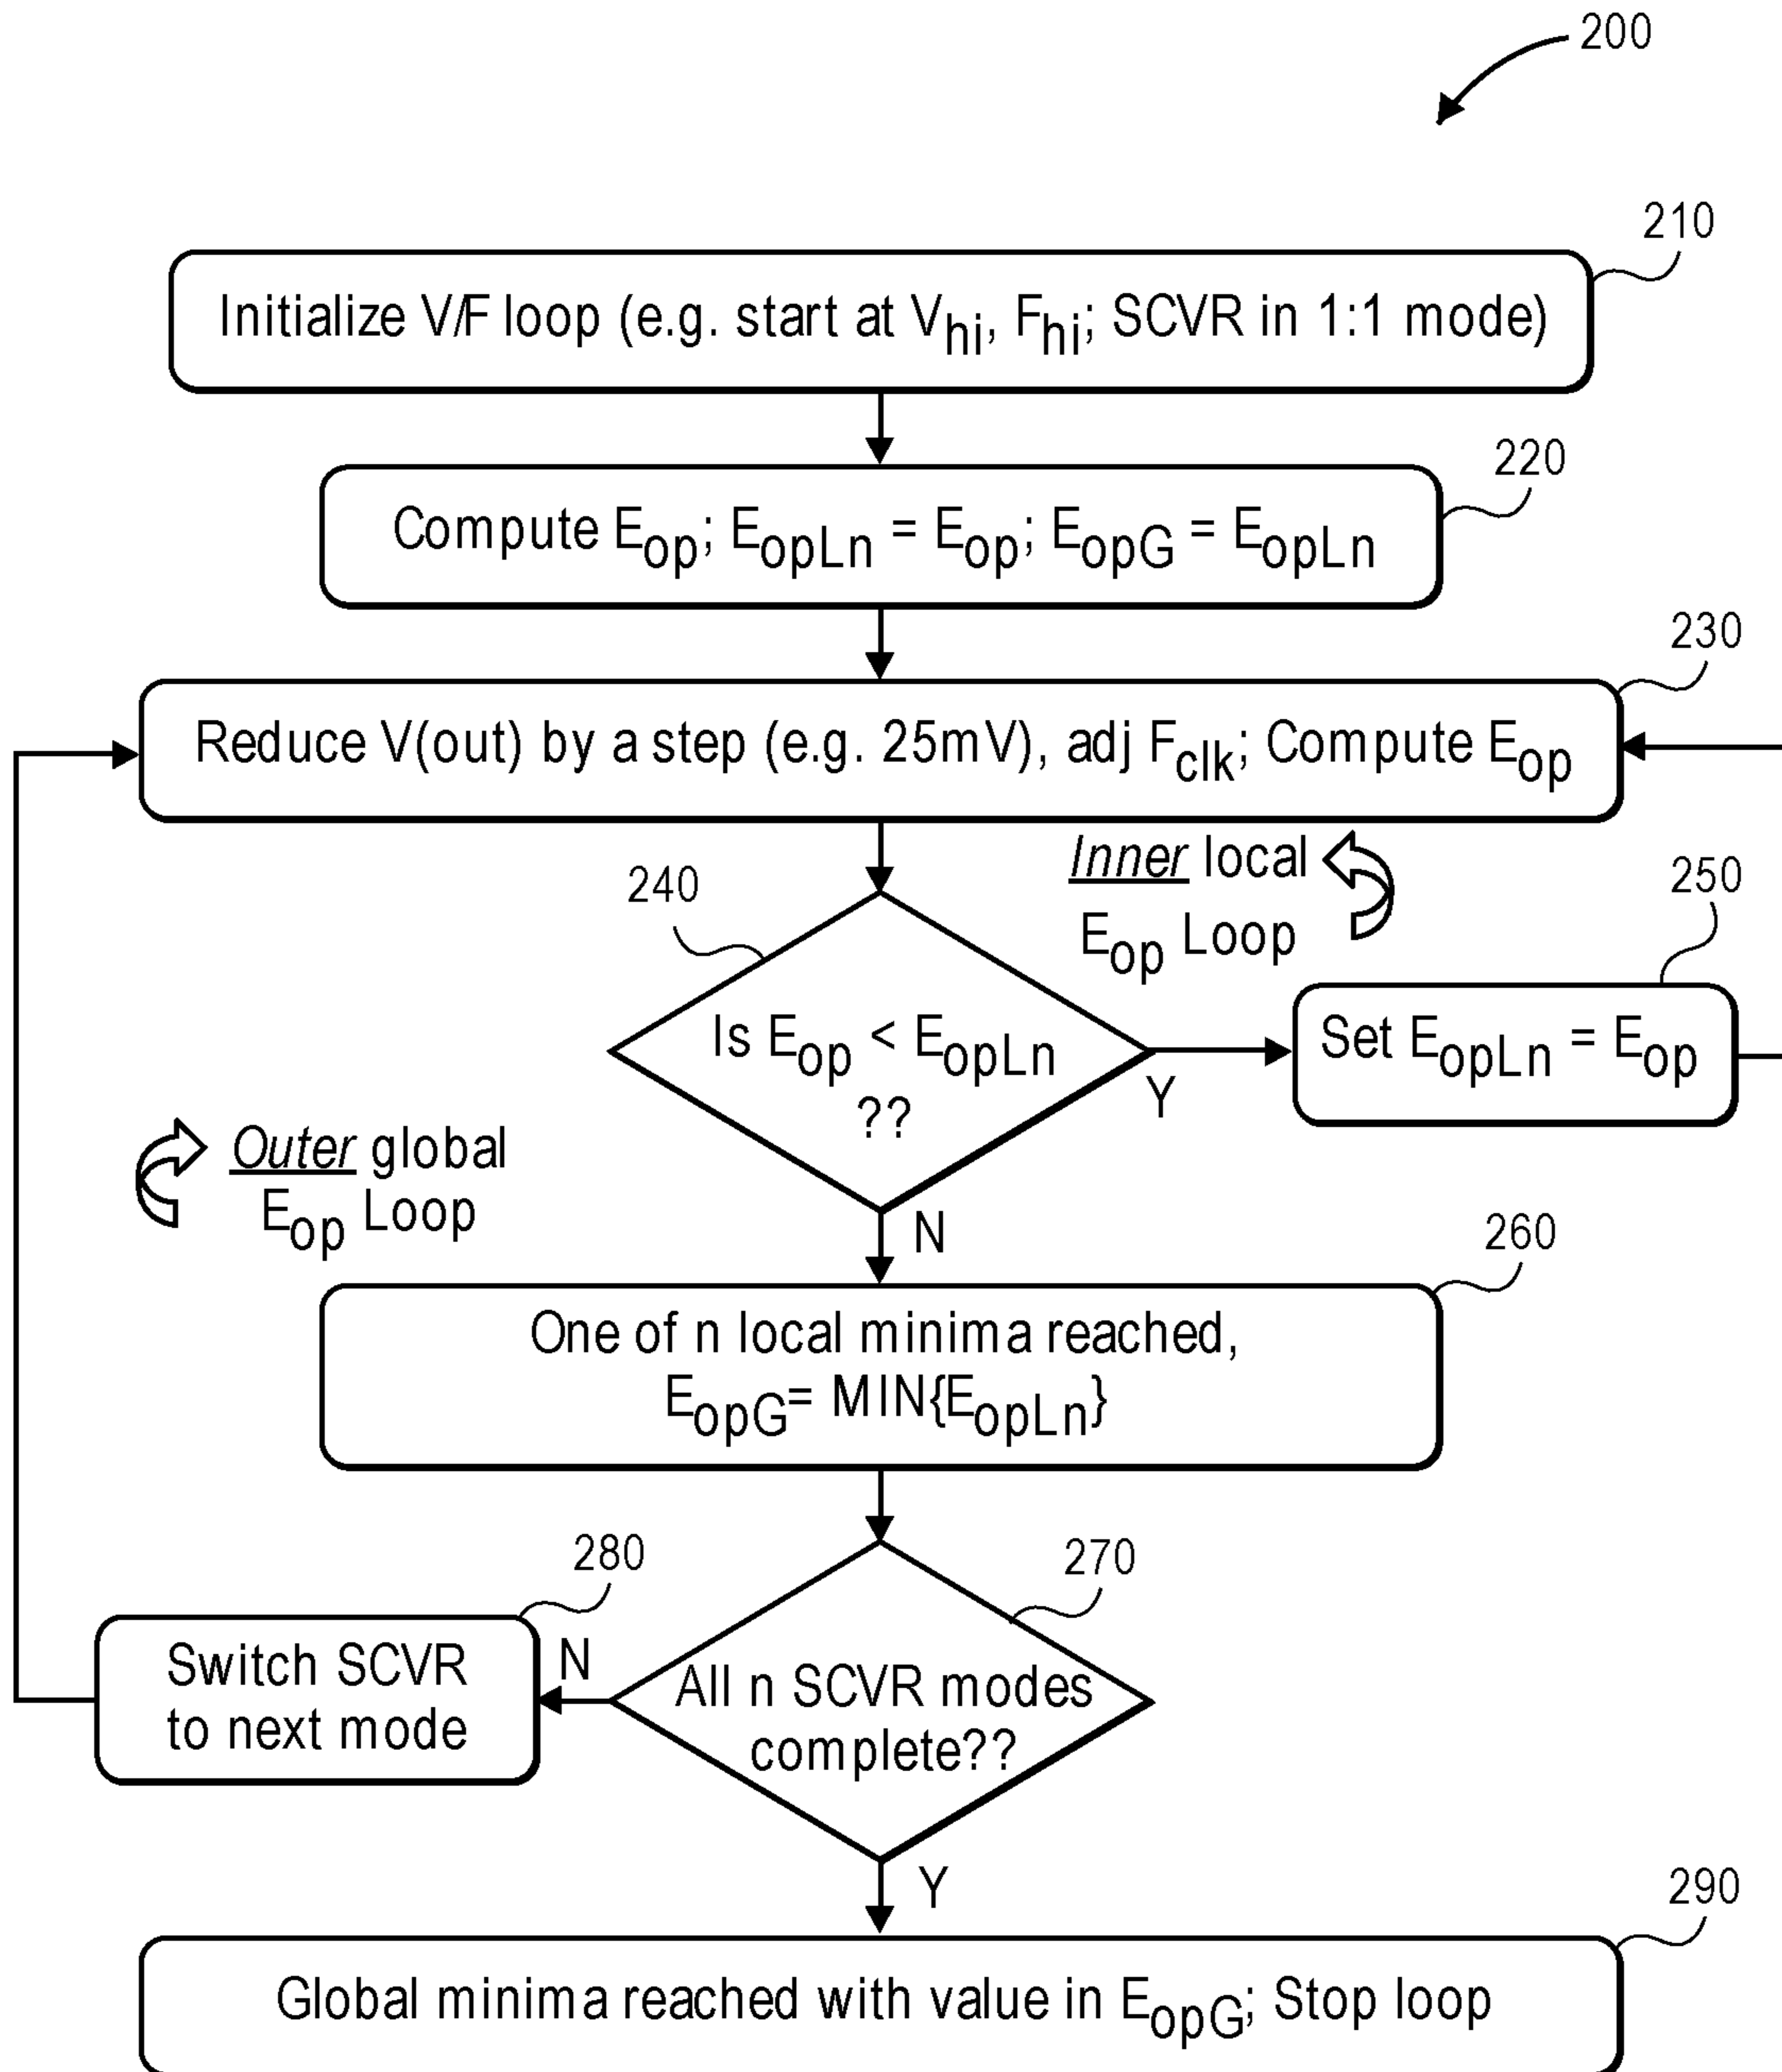 200
210
Initialize V/F loop (e.g. start at Vhi, Fhi; SCVR in 1:1 mode)
220
Compute Eop; EopLn = Eop; EopG = EopLn
230
Reduce V(out) by a step (e.g. 25mV), adj Fclk; Compute Eop
Inner local
Eop Loop
240
250
Is Eop < EopLn
??
Y
Set EopLn = Eop
Outer global
Eop Loop
N
260
One of n local minima reached,
EopG= MIN{EopLn}
280
270
Switch SCVR
to next mode
N
All n SCVR modes
complete??
Y
290
Global minima reached with value in EopG; Stop loop